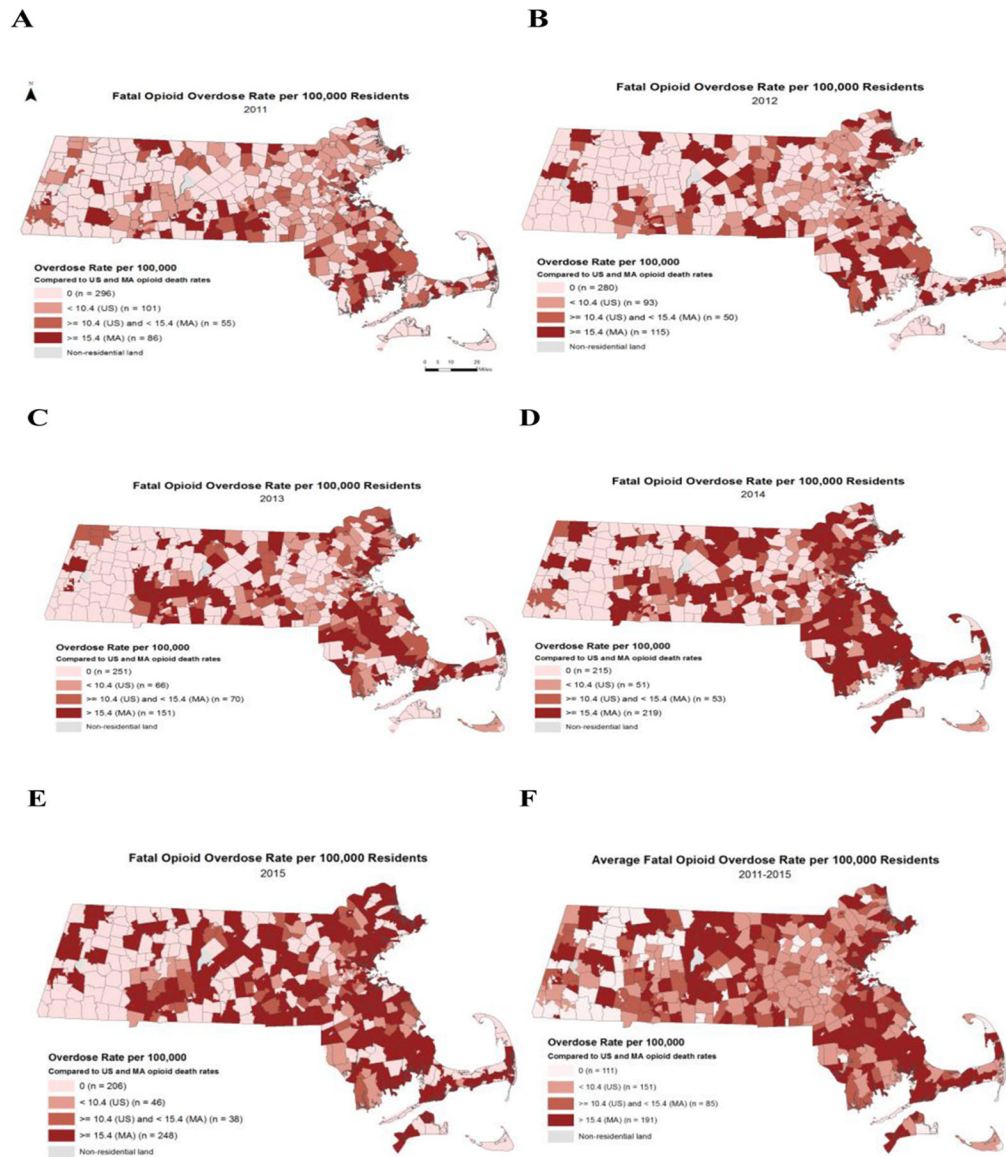 A
N
Fatal Opioid Overdose Rate per 100,000 Residents
2011
Overdose Rate per 100,000
Compared to US and MA opioid death rates
0 (n = 296)
< 10.4 (US) (n = 101)
>= 10.4 (US) and < 15.4 (MA) (n = 55)
>= 15.4 (MA) (n = 86)
Non-residential land
0 5 10 20
Miles
B
Fatal Opioid Overdose Rate per 100,000 Residents
2012
Overdose Rate per 100,000
Compared to US and MA opioid death rates
0 (n = 280)
< 10.4 (US) (n = 93)
>= 10.4 (US) and < 15.4 (MA) (n = 50)
>= 15.4 (MA) (n = 115)
Non-residential land
C
Fatal Opioid Overdose Rate per 100,000 Residents
2013
Overdose Rate per 100,000
Compared to US and MA opioid death rates
0 (n = 251)
< 10.4 (US) (n = 66)
>= 10.4 (US) and < 15.4 (MA) (n = 70)
> 15.4 (MA) (n = 151)
Non-residential land
D
Fatal Opioid Overdose Rate per 100,000 Residents
2014
Overdose Rate per 100,000
Compared to US and MA opioid death rates
0 (n = 215)
< 10.4 (US) (n = 51)
>= 10.4 (US) and < 15.4 (MA) (n = 53)
>= 15.4 (MA) (n = 219)
Non-residential land
E
Fatal Opioid Overdose Rate per 100,000 Residents
2015
Overdose Rate per 100,000
Compared to US and MA opioid death rates
0 (n = 206)
< 10.4 (US) (n = 46)
>= 10.4 (US) and < 15.4 (MA) (n = 38)
>= 15.4 (MA) (n = 248)
Non-residential land
F
Average Fatal Opioid Overdose Rate per 100,000 Residents
2011-2015
Overdose Rate per 100,000
Compared to US and MA opioid death rates
0 (n = 111)
< 10.4 (US) (n = 151)
>= 10.4 (US) and < 15.4 (MA) (n = 85)
> 15.4 (MA) (n = 191)
Non-residential land